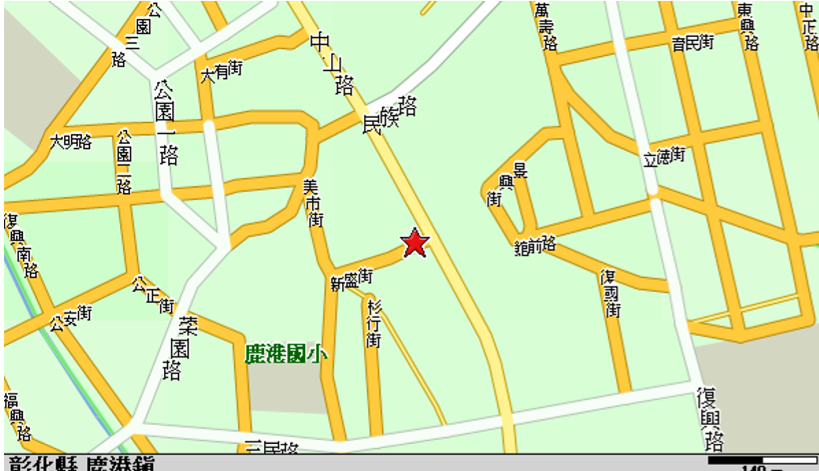 公園三路
中山路
萬壽路
東興路
中正路
育民街
大有街
公園一路
民族路
大明路
公園二路
立德街
景興街
美市街
復興南路
館前路
新盛街
復國街
公正街
杉行街
公安街
菜園路
鹿港國小
福興路
復興路
三民路
彰化縣 鹿港鎮